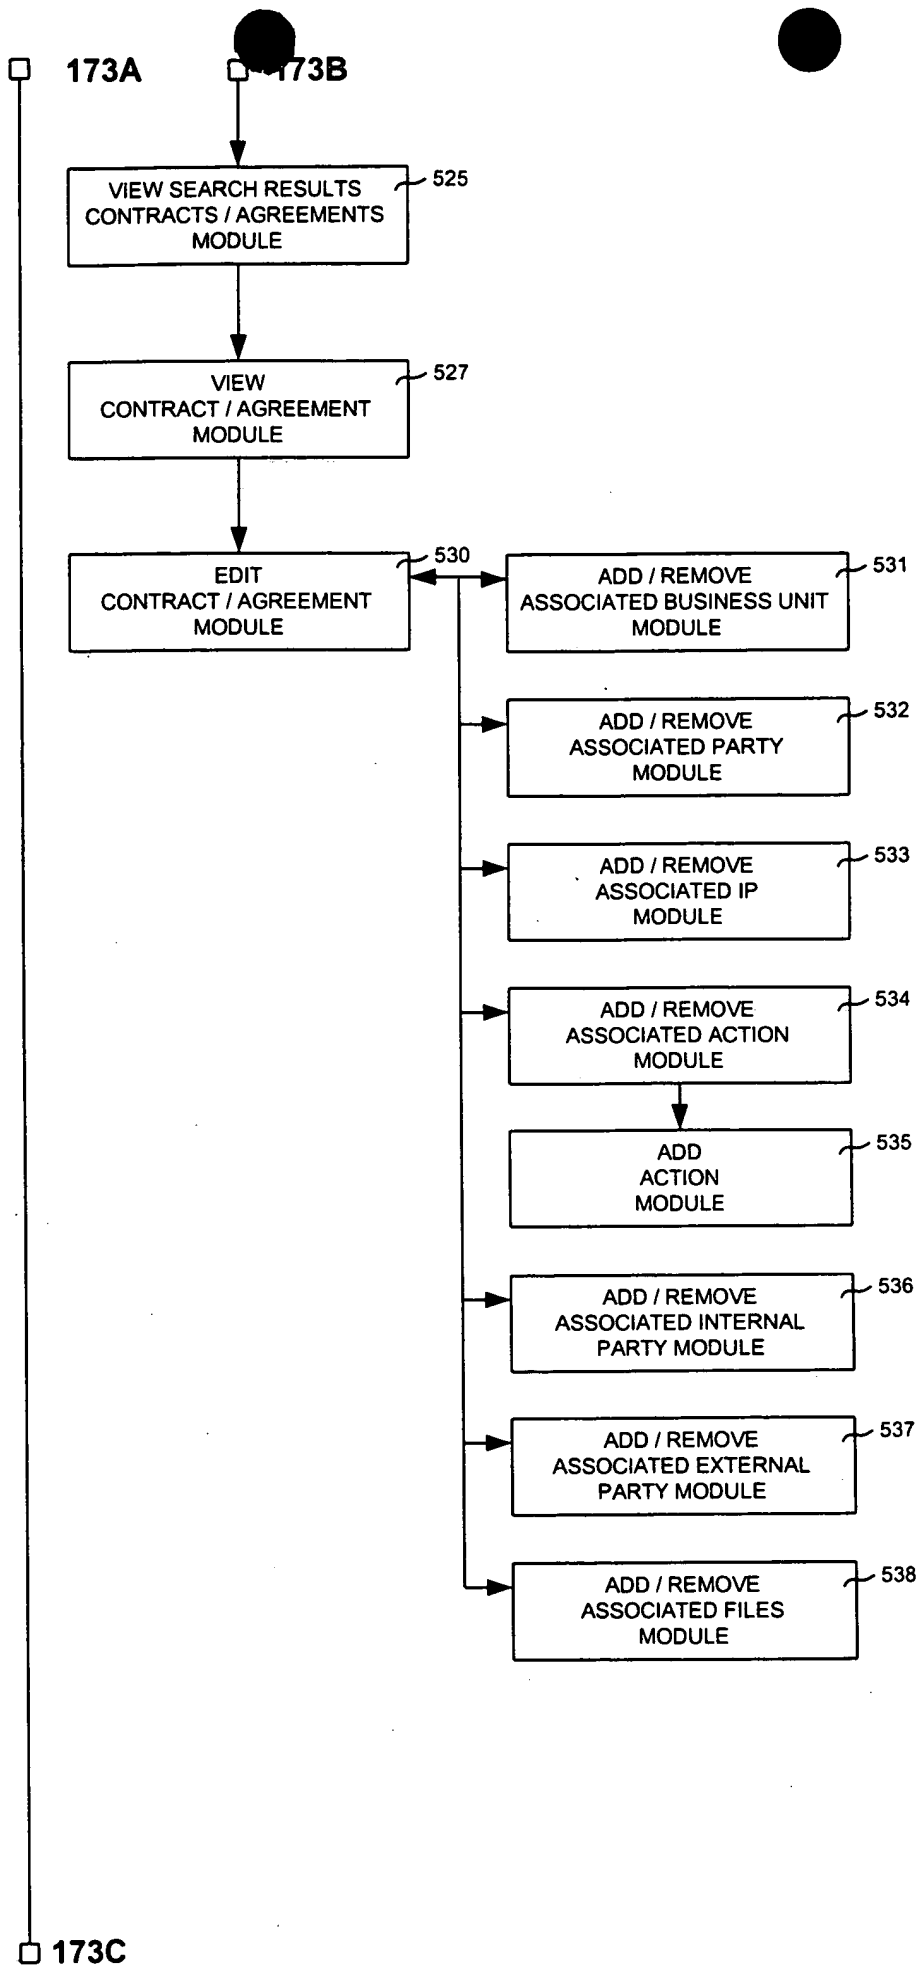 173A
173B
VIEW SEARCH RESULTS
CONTRACTS / AGREEMENTS
MODULE
525
VIEW
CONTRACT / AGREEMENT
MODULE
527
EDIT
CONTRACT / AGREEMENT
MODULE
530
ADD / REMOVE
ASSOCIATED BUSINESS UNIT
MODULE
531
ADD / REMOVE
ASSOCIATED PARTY
MODULE
532
ADD / REMOVE
ASSOCIATED IP
MODULE
533
ADD / REMOVE
ASSOCIATED ACTION
MODULE
534
ADD
ACTION
MODULE
535
ADD / REMOVE
ASSOCIATED INTERNAL
PARTY MODULE
536
ADD / REMOVE
ASSOCIATED EXTERNAL
PARTY MODULE
537
ADD / REMOVE
ASSOCIATED FILES
MODULE
538
173C